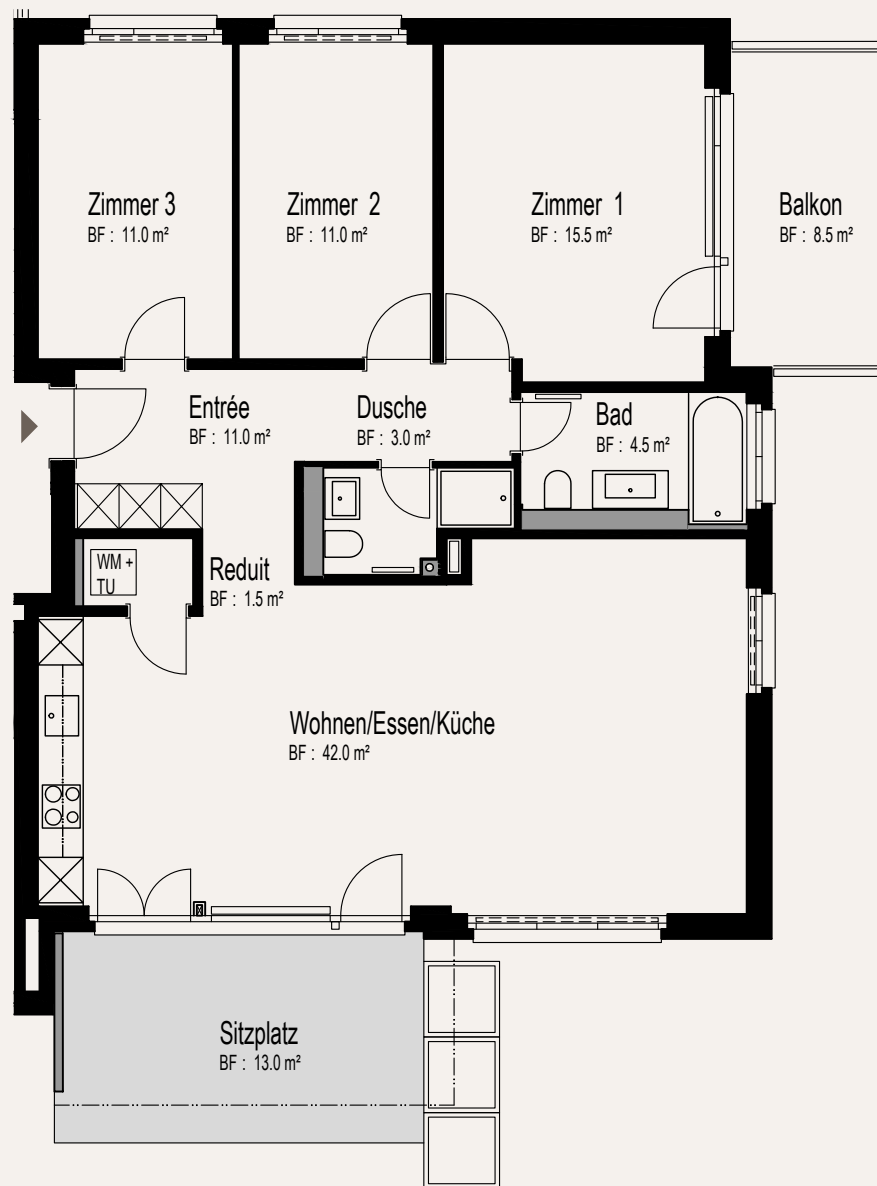 Zimmer 3
BF : 11.0 m²
Zimmer 2
BF : 11.0 m²
Zimmer 1
BF : 15.5 m²
Balkon
BF : 8.5 m²
Entrée
BF : 11.0 m²
Dusche
BF : 3.0 m²
Bad
BF : 4.5 m²
WM +
TU
Reduit
BF : 1.5 m²
Wohnen/Essen/Küche
BF : 42.0 m²
Sitzplatz
BF : 13.0 m²